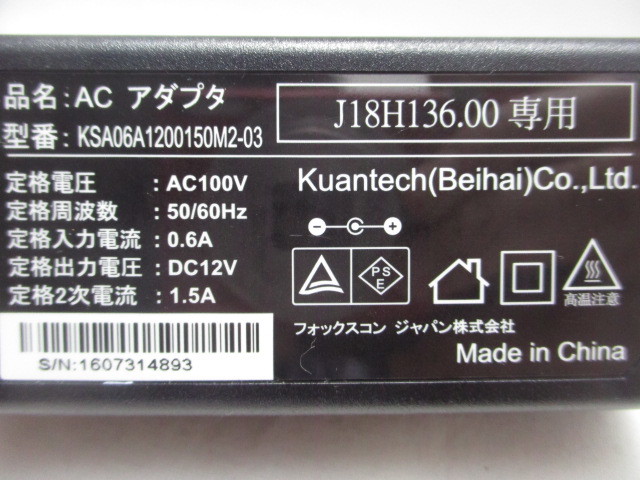 品名：AC アダプタ
J18H136.00 専用
型番：KSA06A1200150M2-03
定格電圧 : AC100V
定格周波数 : 50/60Hz
定格入力電流 : 0.6A
定格出力電圧 : DC12V
定格2次電流 : 1.5A
S/N:1607314893
Kuantech(Beihai)Co.,Ltd.
PS
E
高温注意
フォックスコン ジャパン株式会社
Made in China